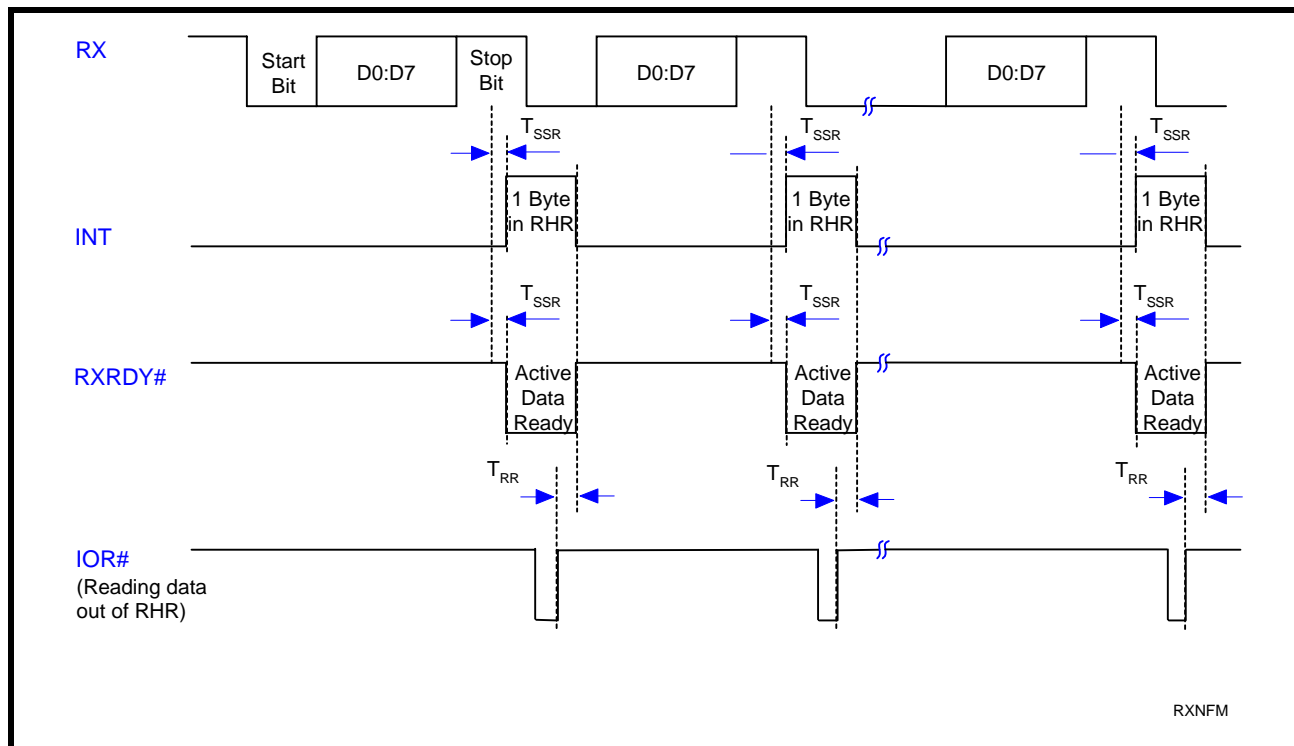 RX
Start
Bit
D0:D7
Stop
Bit
D0:D7
D0:D7
TSSR
TSSR
TSSR
INT
1 Byte
in RHR
1 Byte
in RHR
1 Byte
in RHR
TSSR
TSSR
TSSR
RXRDY#
Active
Data
Ready
Active
Data
Ready
Active
Data
Ready
TRR
TRR
TRR
IOR#
(Reading data
out of RHR)
RXNFM